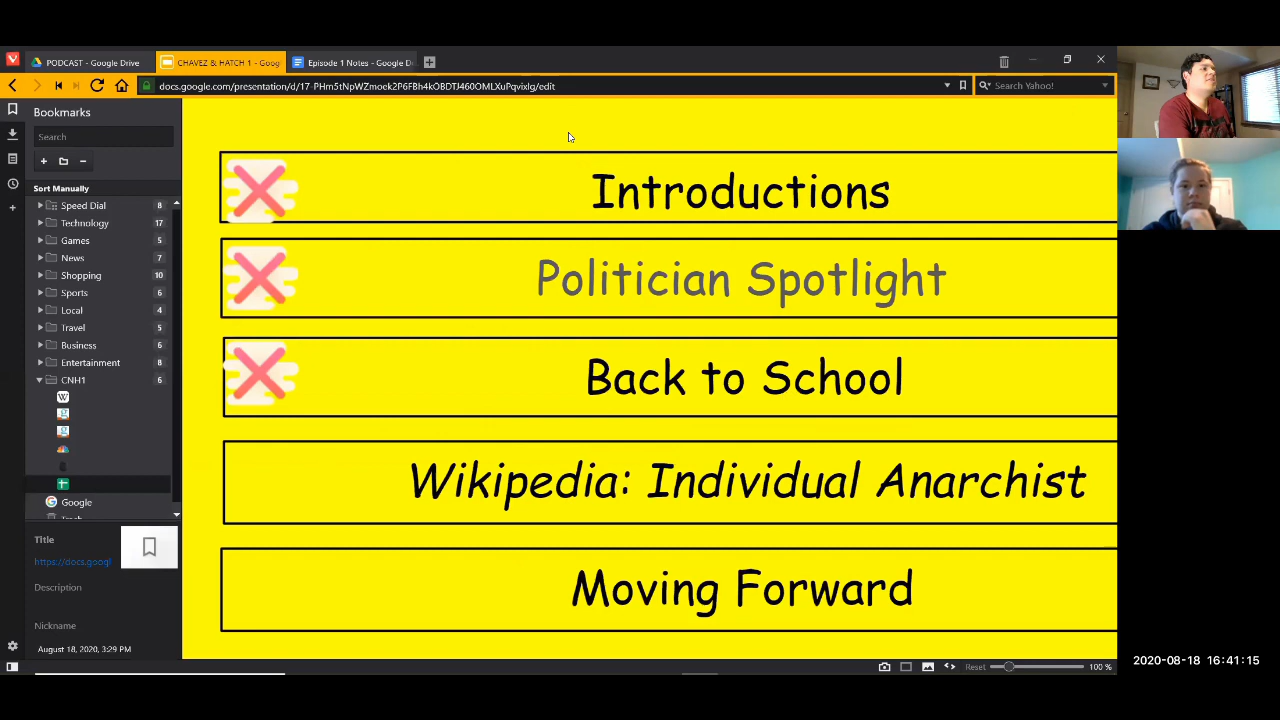 PODCAST - Google Drive
CHAVEZ & HATCH 1 - Goog
Episode 1 Notes - Google D
docs.google.com/presentation/d/17-PHm5tNpWZmoek2P6FBh4kOBDTJ460OMLXuPqvixlg/edit
Search Yahoo!
Bookmarks
Search
Sort Manually
Speed Dial 8
Technology 17
Games 5
News 7
Shopping 10
Sports 6
Local 4
Travel 5
Business 6
Entertainment 8
CNH1 6
W
Google
Title
https://docs.googl
Description
Nickname
August 18, 2020, 3:29 PM
Introductions
Politician Spotlight
Back to School
Wikipedia: Individual Anarchist
Moving Forward
Reset
100 %
2020-08-18 16:41:15